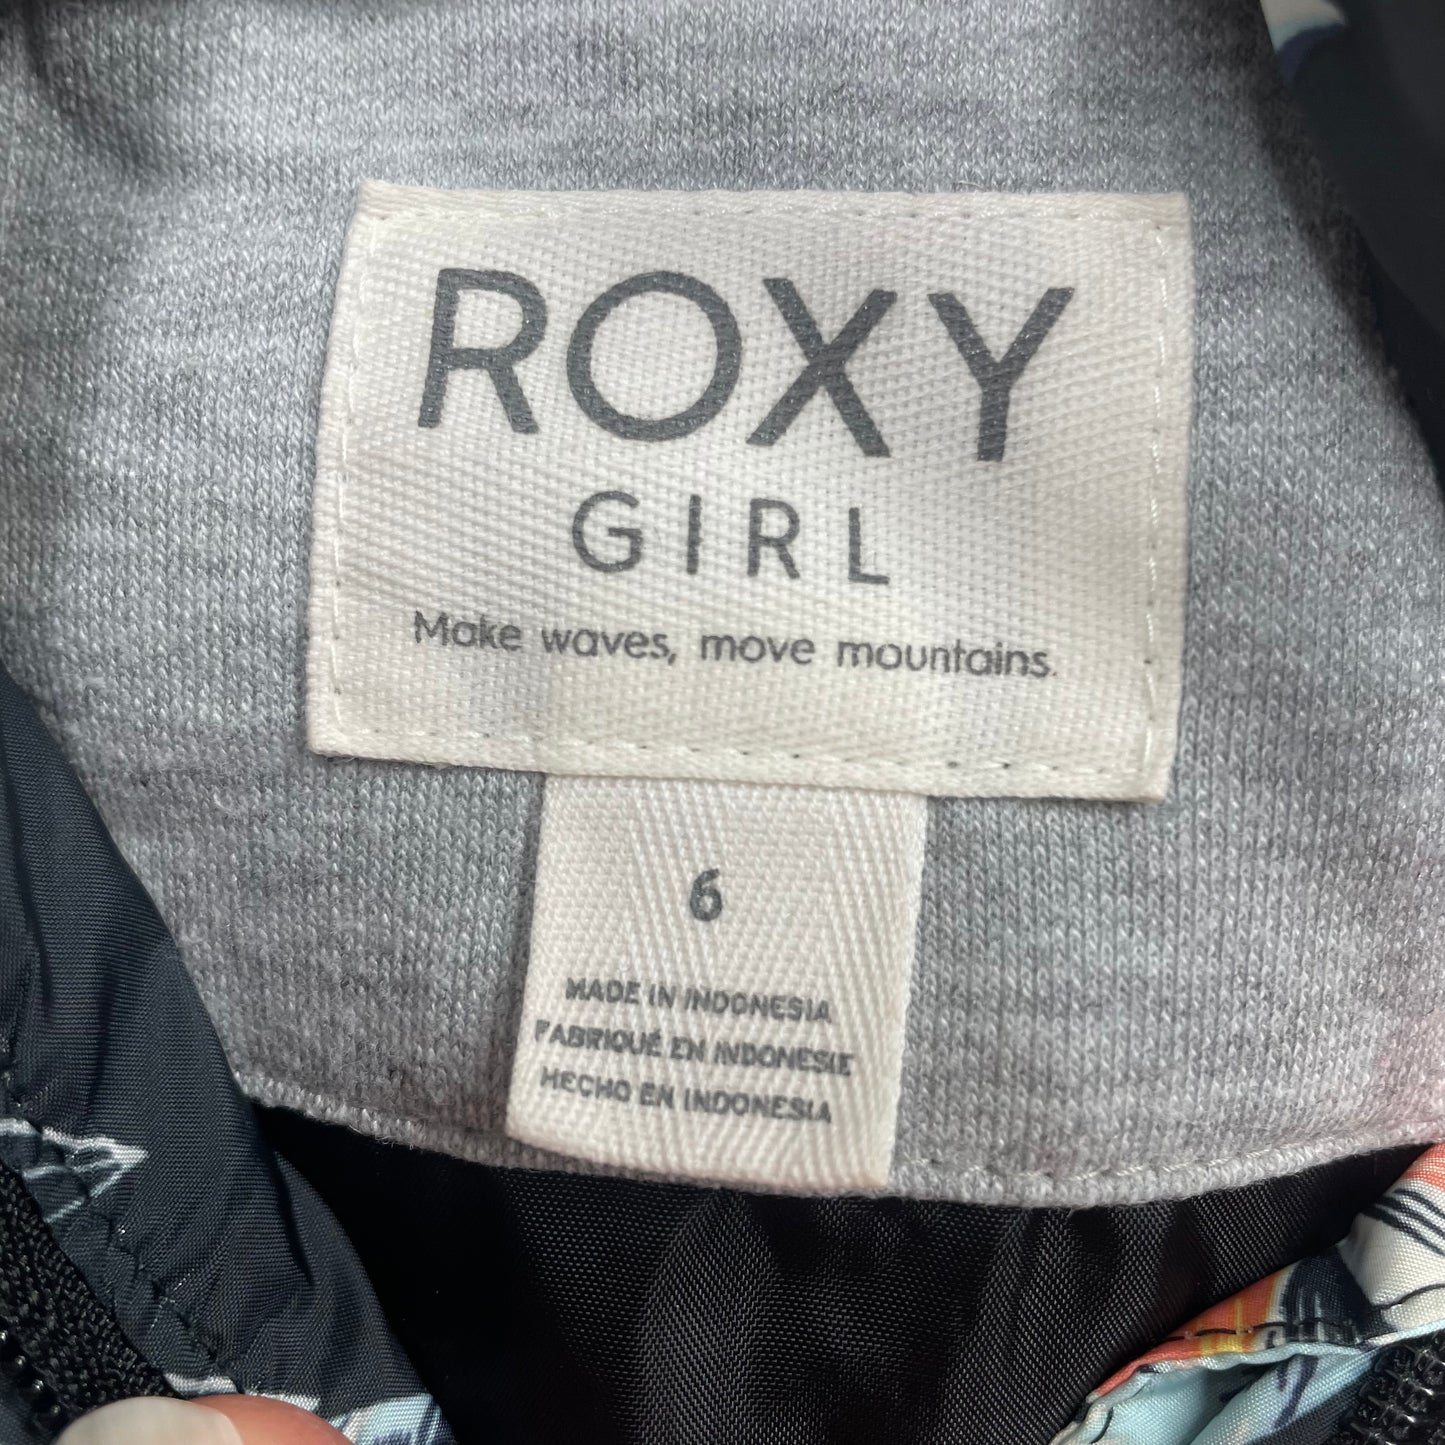 ROXY
GIRL
Make waves, move mountains.
6
MADE IN INDONESIA
FABRIQUÉ EN INDONESIE
HECHO EN INDONESIA